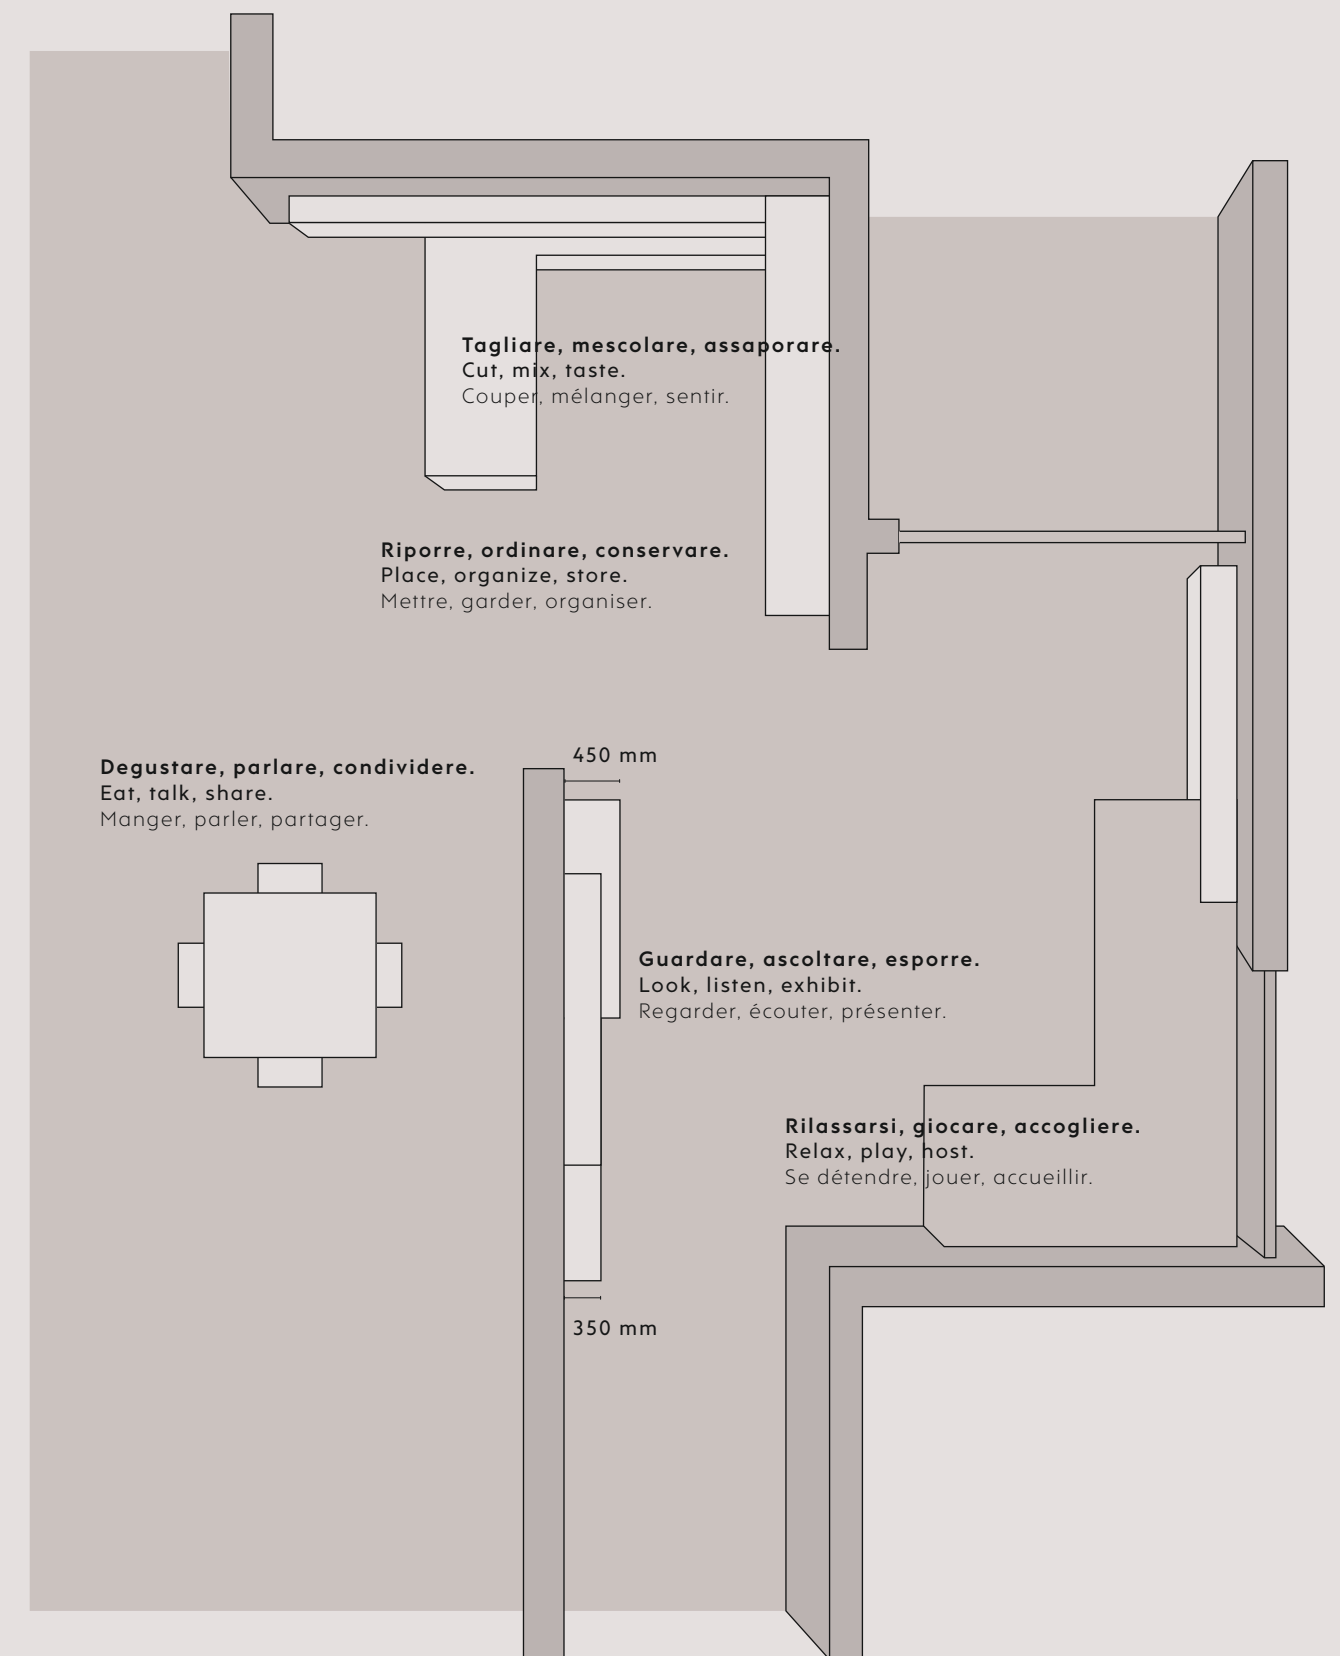 Tagliare, mescolare, assaporare.
Cut, mix, taste.
Couper, mélanger, sentir.
Riporre, ordinare, conservare.
Place, organize, store.
Mettre, garder, organiser.
450 mm
Degustare, parlare, condividere.
Eat, talk, share.
Manger, parler, partager.
Guardare, ascoltare, esporre.
Look, listen, exhibit.
Regarder, écouter, présenter.
Rilassarsi, giocare, accogliere.
Relax, play, host.
Se détendre, jouer, accueillir.
350 mm